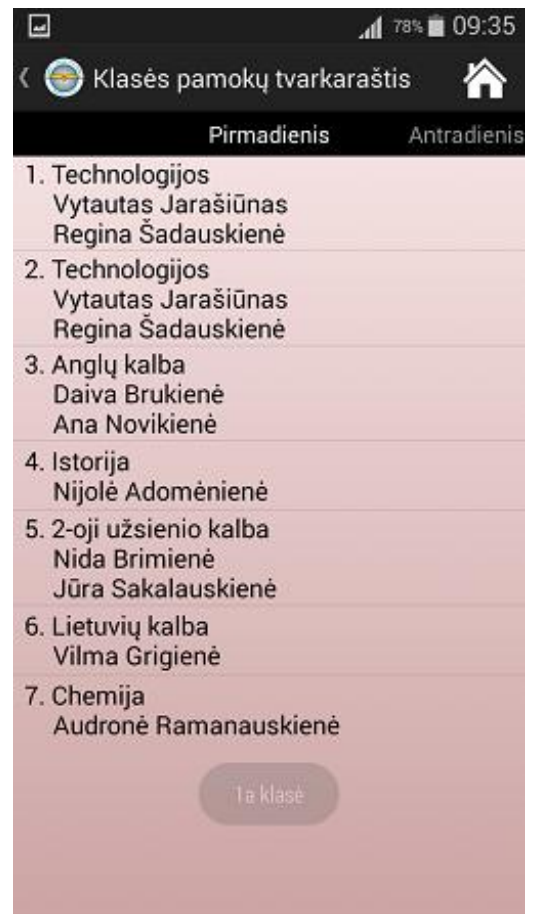 78% 09:35
Klasės pamokų tvarkaraštis
Pirmadienis Antradienis
1. Technologijos
Vytautas Jarašiūnas
Regina Šadauskienė
2. Technologijos
Vytautas Jarašiūnas
Regina Šadauskienė
3. Anglų kalba
Daiva Brukienė
Ana Novikienė
4. Istorija
Nijolė Adomėnienė
5. 2-oji užsienio kalba
Nida Brimienė
Jūra Sakalauskienė
6. Lietuvių kalba
Vilma Grigienė
7. Chemija
Audronė Ramanauskienė
1a klasė